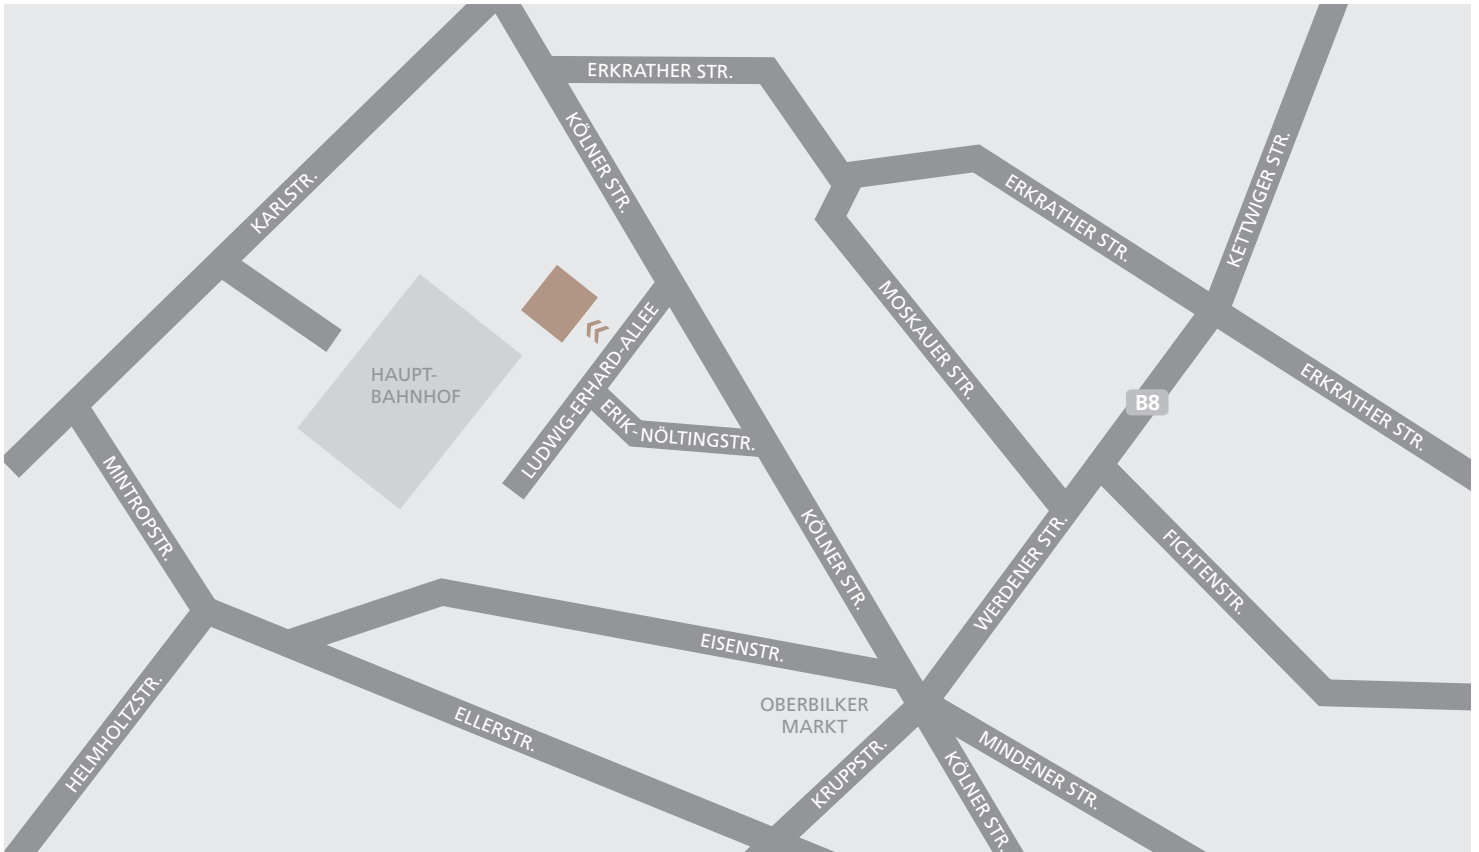 ERKRATHER STR.
KÖLNER STR.
KARLSTR.
ERKRATHER STR.
KETTWIGER STR.
MOSKAUER STR.
LUDWIG-ERHARD-ALLEE
HAUPT-
BAHNHOF
ERIK-NÖLTINGSTR.
B8
ERKRATHER STR.
MINTROPSTR.
KÖLNER STR.
WERDENER STR.
FICHTENSTR.
EISENSTR.
OBERBILKER
MARKT
HELMHOLTZSTR.
ELLERSTR.
KRUPPSTR.
MINDENER STR.
KÖLNER STR.